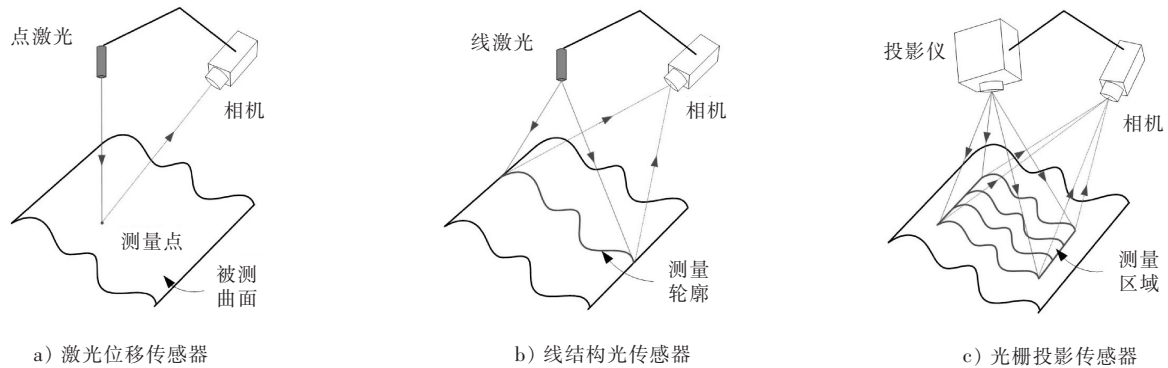 点激光
相机
测量点
被测
曲面
a）激光位移传感器
线激光
相机
测量
轮廓
b）线结构光传感器
投影仪
相机
测量
区域
c）光栅投影传感器